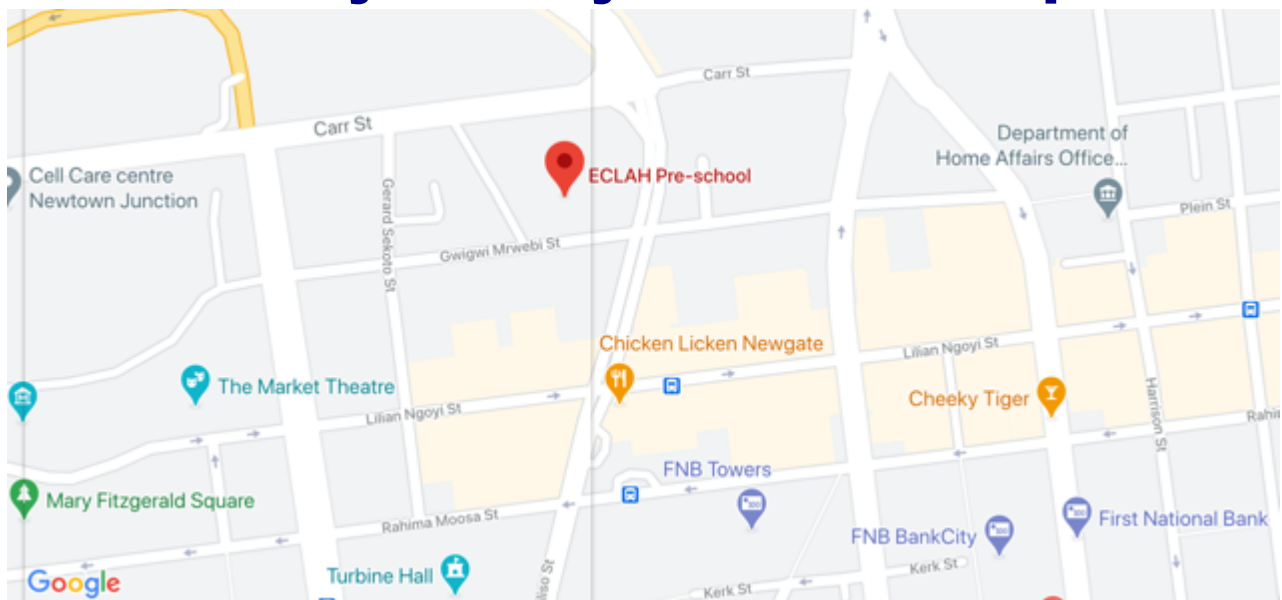 Carr St
Carr St
Department of
Home Affairs Office...
Cell Care centre
Newtown Junction
ECLAH Pre-school
Gerard Sekoto St
Plein St
Gwigwi Mrwebi St
Chicken Licken Newgate
Lilian Ngoyi St
The Market Theatre
Cheeky Tiger
Harrison St
Lilian Ngoyi St
FNB Towers
Mary Fitzgerald Square
Rahima Moosa St
First National Bank
FNB BankCity
Turbine Hall
Kerk St
Kerk St
Google